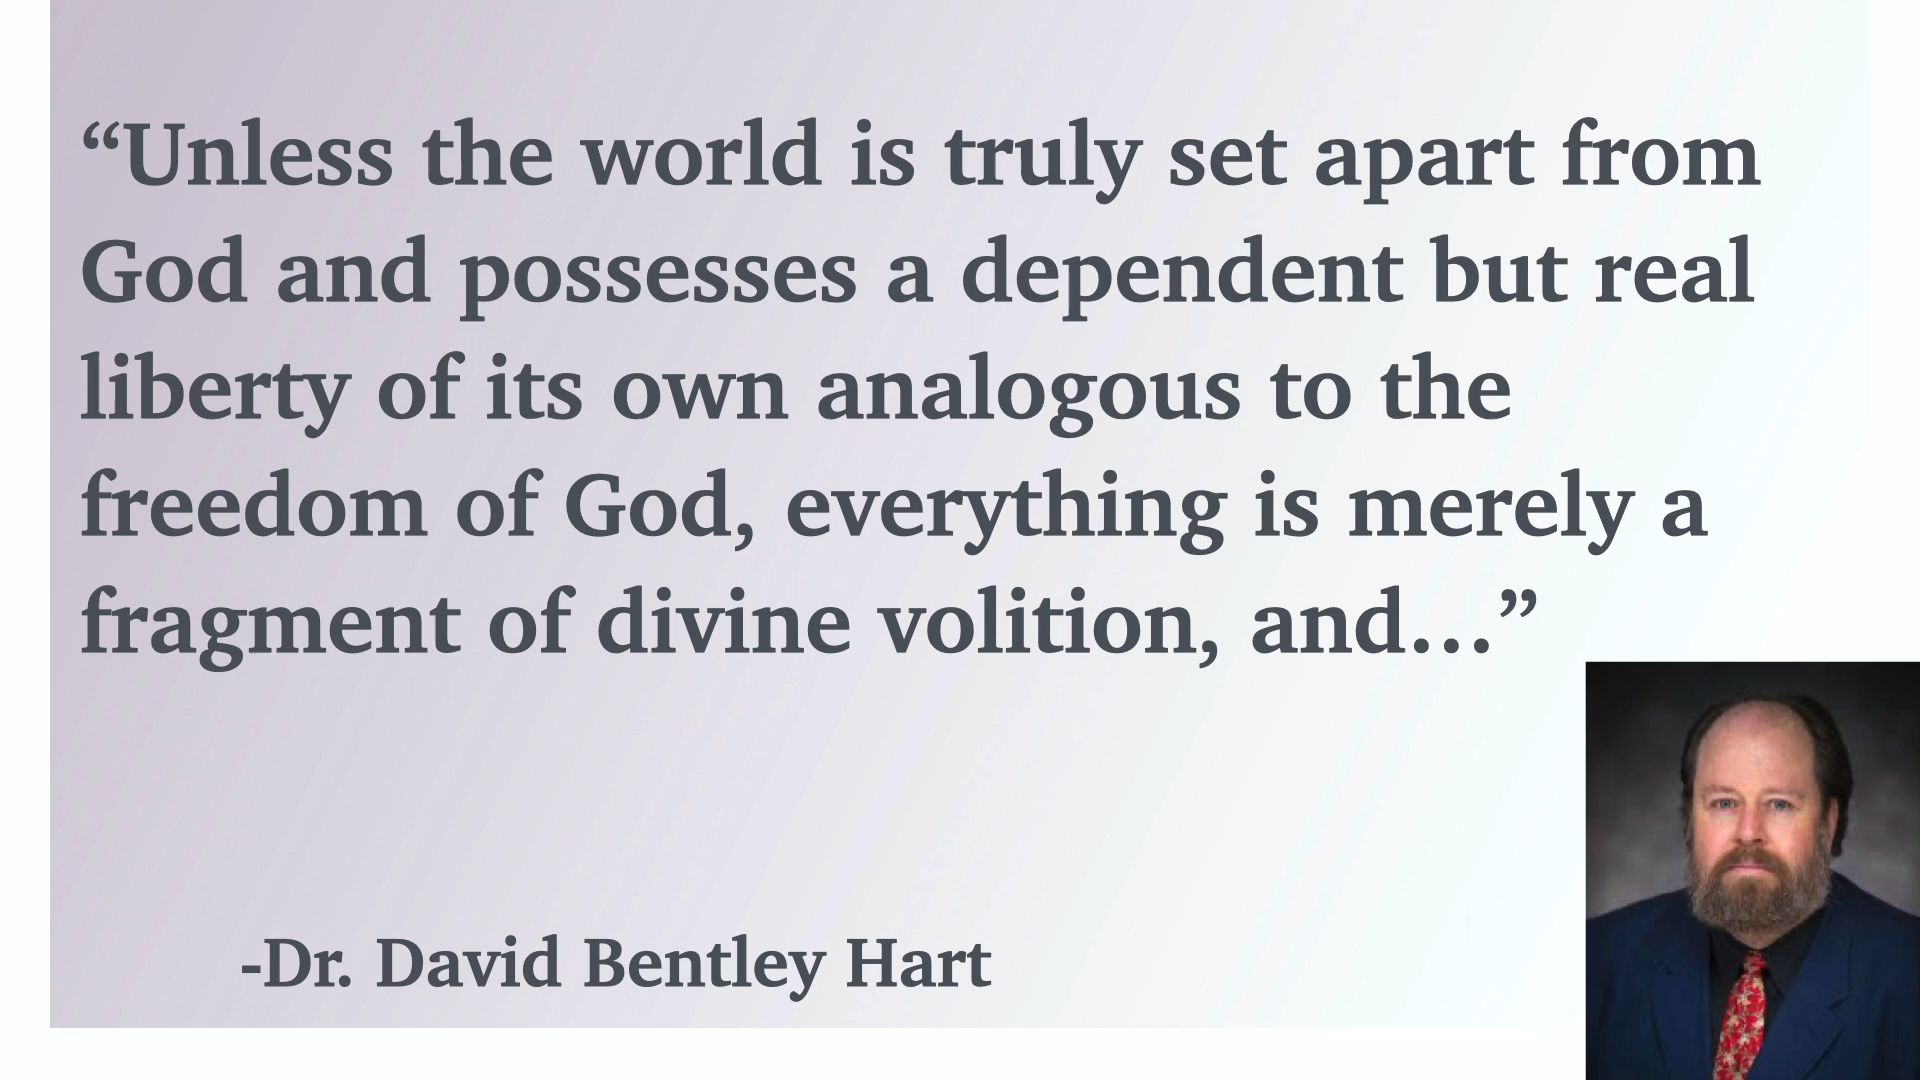 “Unless the world is truly set apart from
God and possesses a dependent but real
liberty of its own analogous to the
freedom of God, everything is merely a
fragment of divine volition, and…”
-Dr. David Bentley Hart